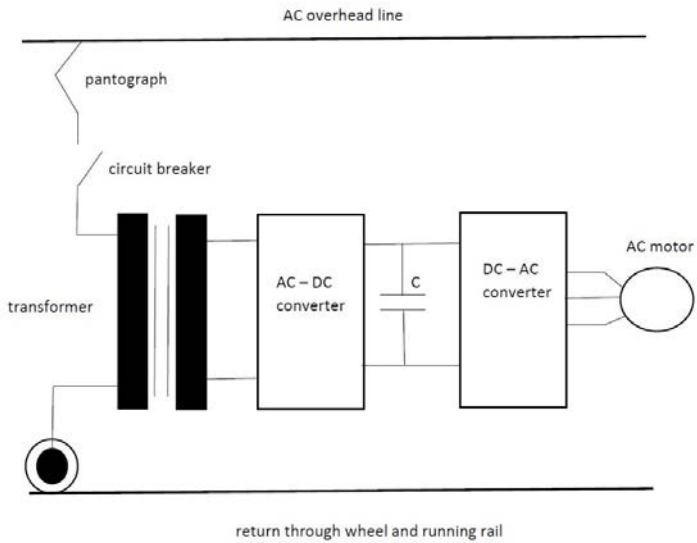 AC overhead line
pantograph
circuit breaker
transformer
AC – DC
converter
C
DC – AC
converter
AC motor
return through wheel and running rail